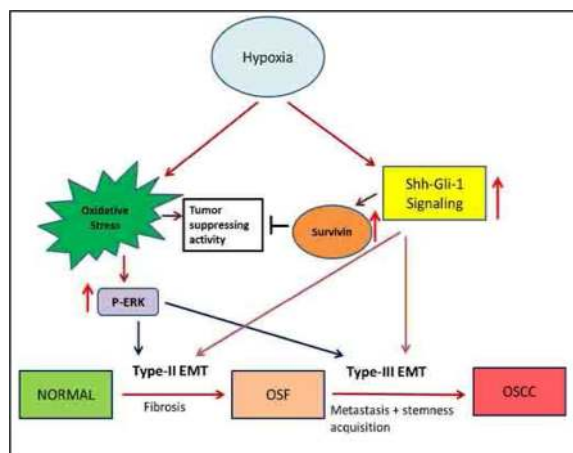 Hypoxia
Oxidative
Stress
Tumor
suppressing
activity
Survivin
Shh-Gli-1
Signaling
P-ERK
Type-II EMT
Type-III EMT
NORMAL
Fibrosis
OSF
Metastasis + stemness
acquisition
OSCC